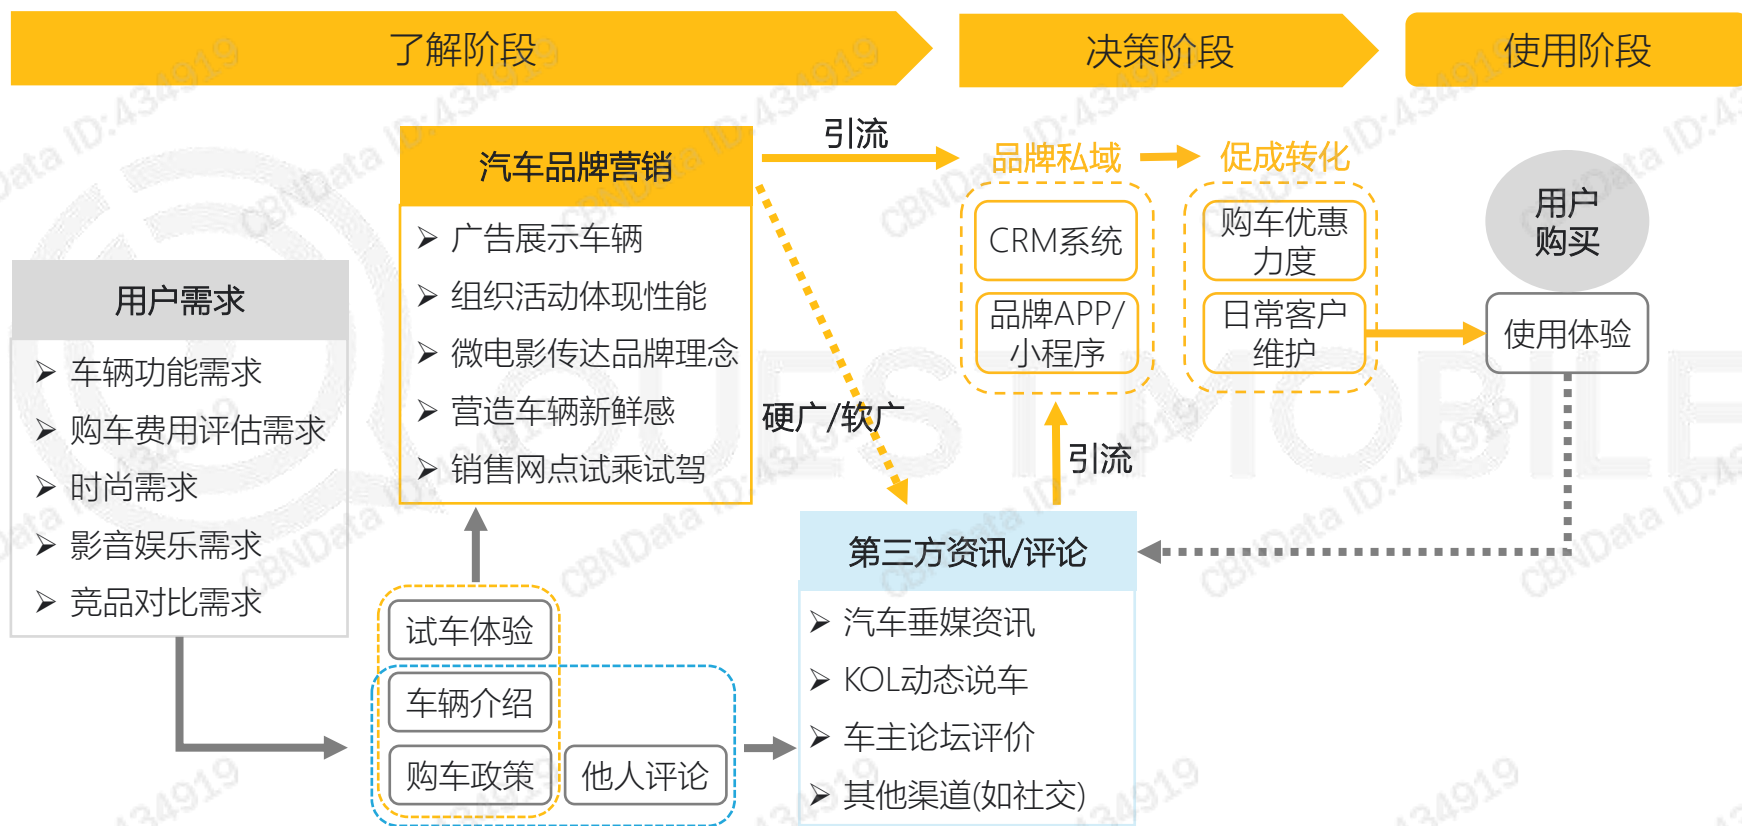 了解阶段
决策阶段
使用阶段
用户需求
车辆功能需求
购车费用评估需求
时尚需求
影音娱乐需求
竞品对比需求
汽车品牌营销
广告展示车辆
组织活动体现性能
微电影传达品牌理念
营造车辆新鲜感
销售网点试乘试驾
试车体验
车辆介绍
购车政策
他人评论
引流
硬广/软广
品牌私域
CRM系统
品牌APP/
小程序
促成转化
购车优惠
力度
日常客户
维护
引流
第三方资讯/评论
汽车垂媒资讯
KOL动态说车
车主论坛评价
其他渠道(如社交)
用户
购买
使用体验
QUESTMOBILE
CBNData ID:434919